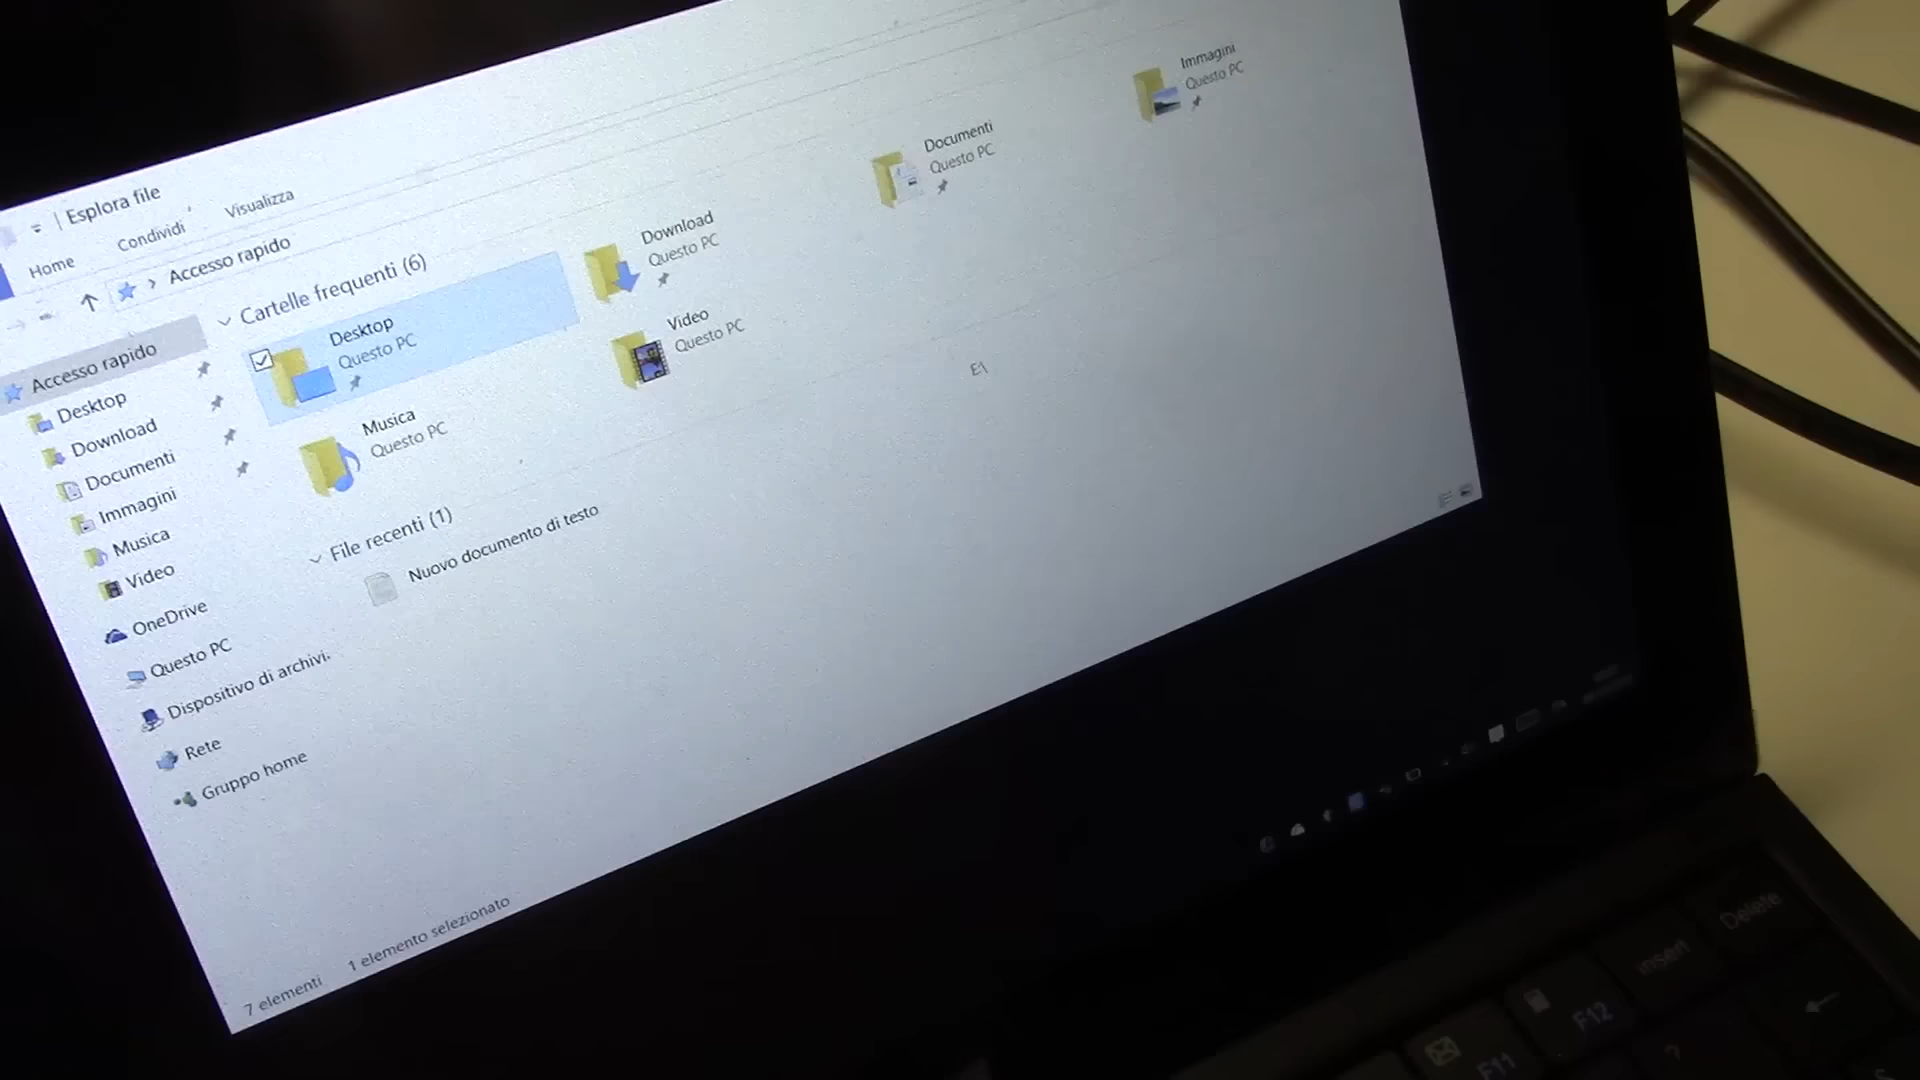 Esplora file
Home
Condividi
Visualizza
Accesso rapido
Accesso rapido
Desktop
Download
Documenti
Immagini
Musica
Video
OneDrive
Questo PC
Dispositivo di archivi
Rete
Gruppo home
Cartelle frequenti (6)
Desktop
Questo PC
Download
Questo PC
Documenti
Questo PC
Immagini
Questo PC
Musica
Questo PC
Video
Questo PC
File recenti (1)
Nuovo documento di testo
E:\
7 elementi
1 elemento selezionato
Delete
Insert
F12
F11
?